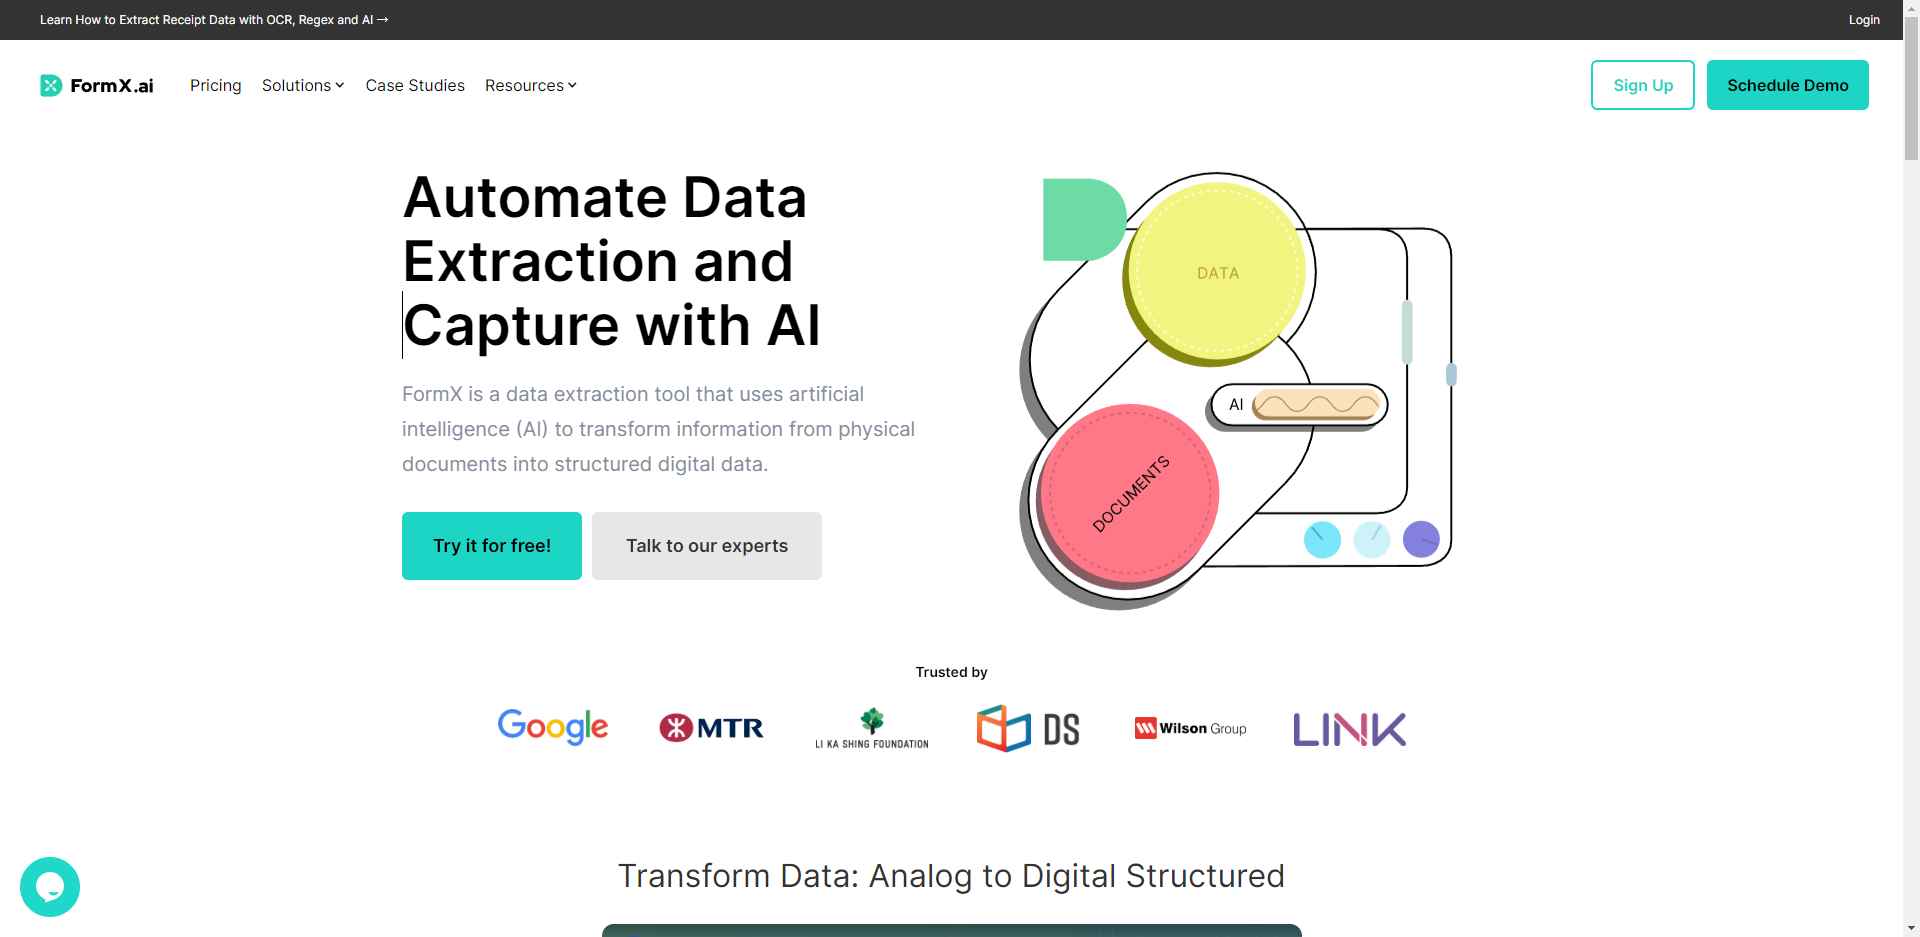 Learn How to Extract Receipt Data with OCR, Regex and AI →
Login
FormX.ai
Pricing
Solutions
Case Studies
Resources
Sign Up
Schedule Demo
Automate Data
Extraction and
Capture with AI
FormX is a data extraction tool that uses artificial
intelligence (AI) to transform information from physical
documents into structured digital data.
Try it for free!
Talk to our experts
DATA
AI
DOCUMENTS
Trusted by
Google
MTR
LI KA SHING FOUNDATION
DS
Wilson Group
LINK
Transform Data: Analog to Digital Structured